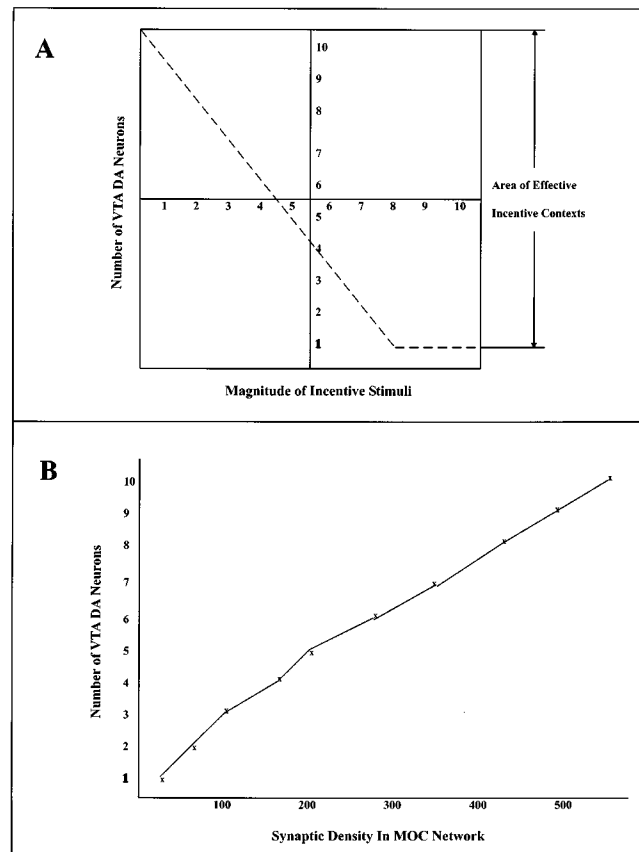 A
10
9
8
7
6
1 2 3 4 5 6 7 8 9 10
5
4
3
2
1
Number of VTA DA Neurons
Magnitude of Incentive Stimuli
Area of Effective
Incentive Contexts
B
10
9
8
7
6
5
4
3
2
1
Number of VTA DA Neurons
100 200 300 400 500
Synaptic Density In MOC Network